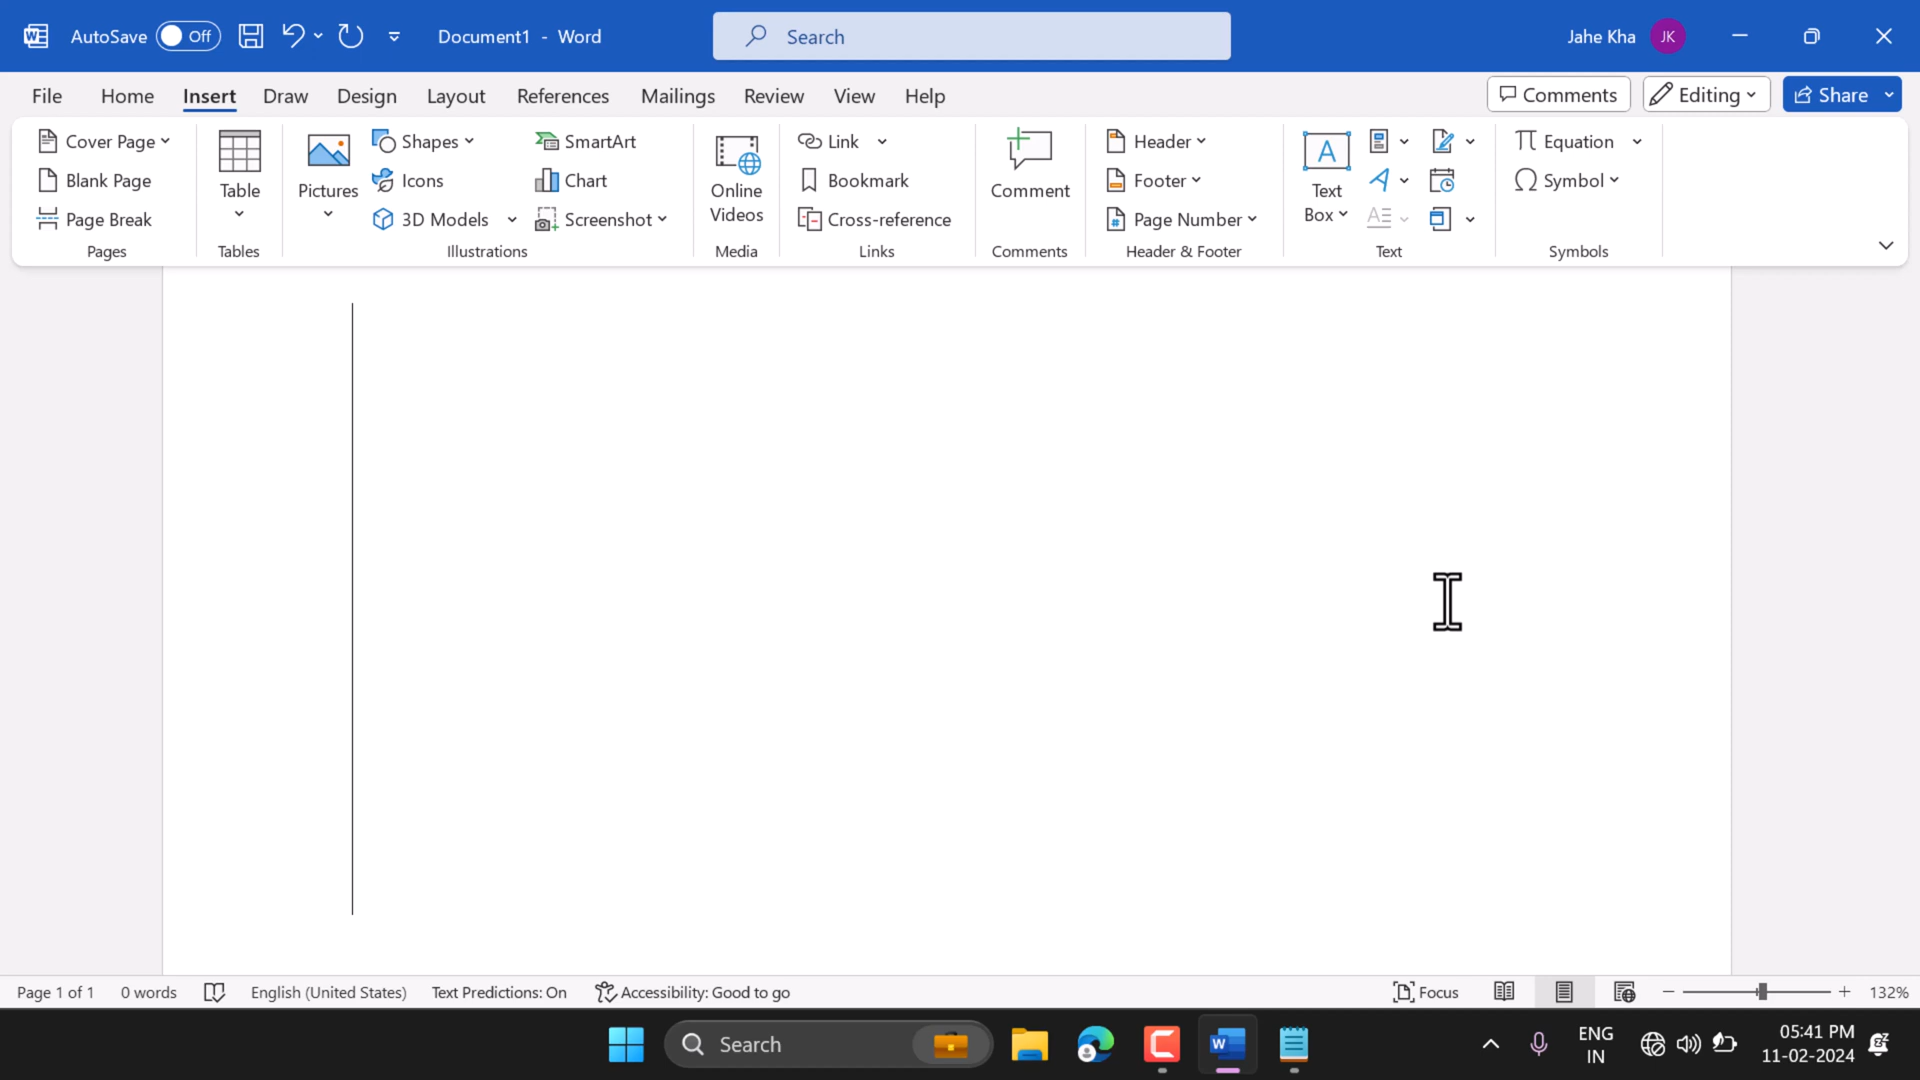 AutoSave Off Document1 - Word Search Jahe Kha JK
File Home Insert Draw Design Layout References Mailings Review View Help Comments Editing Share
Cover Page
Blank Page
Page Break
Pages
Table
Tables
Pictures
Shapes
Icons
3D Models
SmartArt
Chart
Screenshot
Illustrations
Online
Videos
Media
Link
Bookmark
Cross-reference
Links
Comment
Comments
Header
Footer
Page Number
Header & Footer
A
Text
Box
Text
Equation
Symbol
Symbols
Page 1 of 1 0 words English (United States) Text Predictions: On Accessibility: Good to go Focus 132%
Search
ENG
IN
05:41 PM
11-02-2024